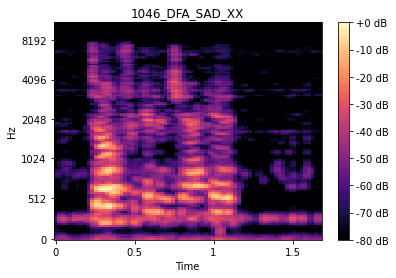 1046_DFA_SAD_XX
8192
4096
2048
1024
512
0
Hz
0
0.5
1
1.5
Time
+0 dB
-10 dB
-20 dB
-30 dB
-40 dB
-50 dB
-60 dB
-70 dB
-80 dB